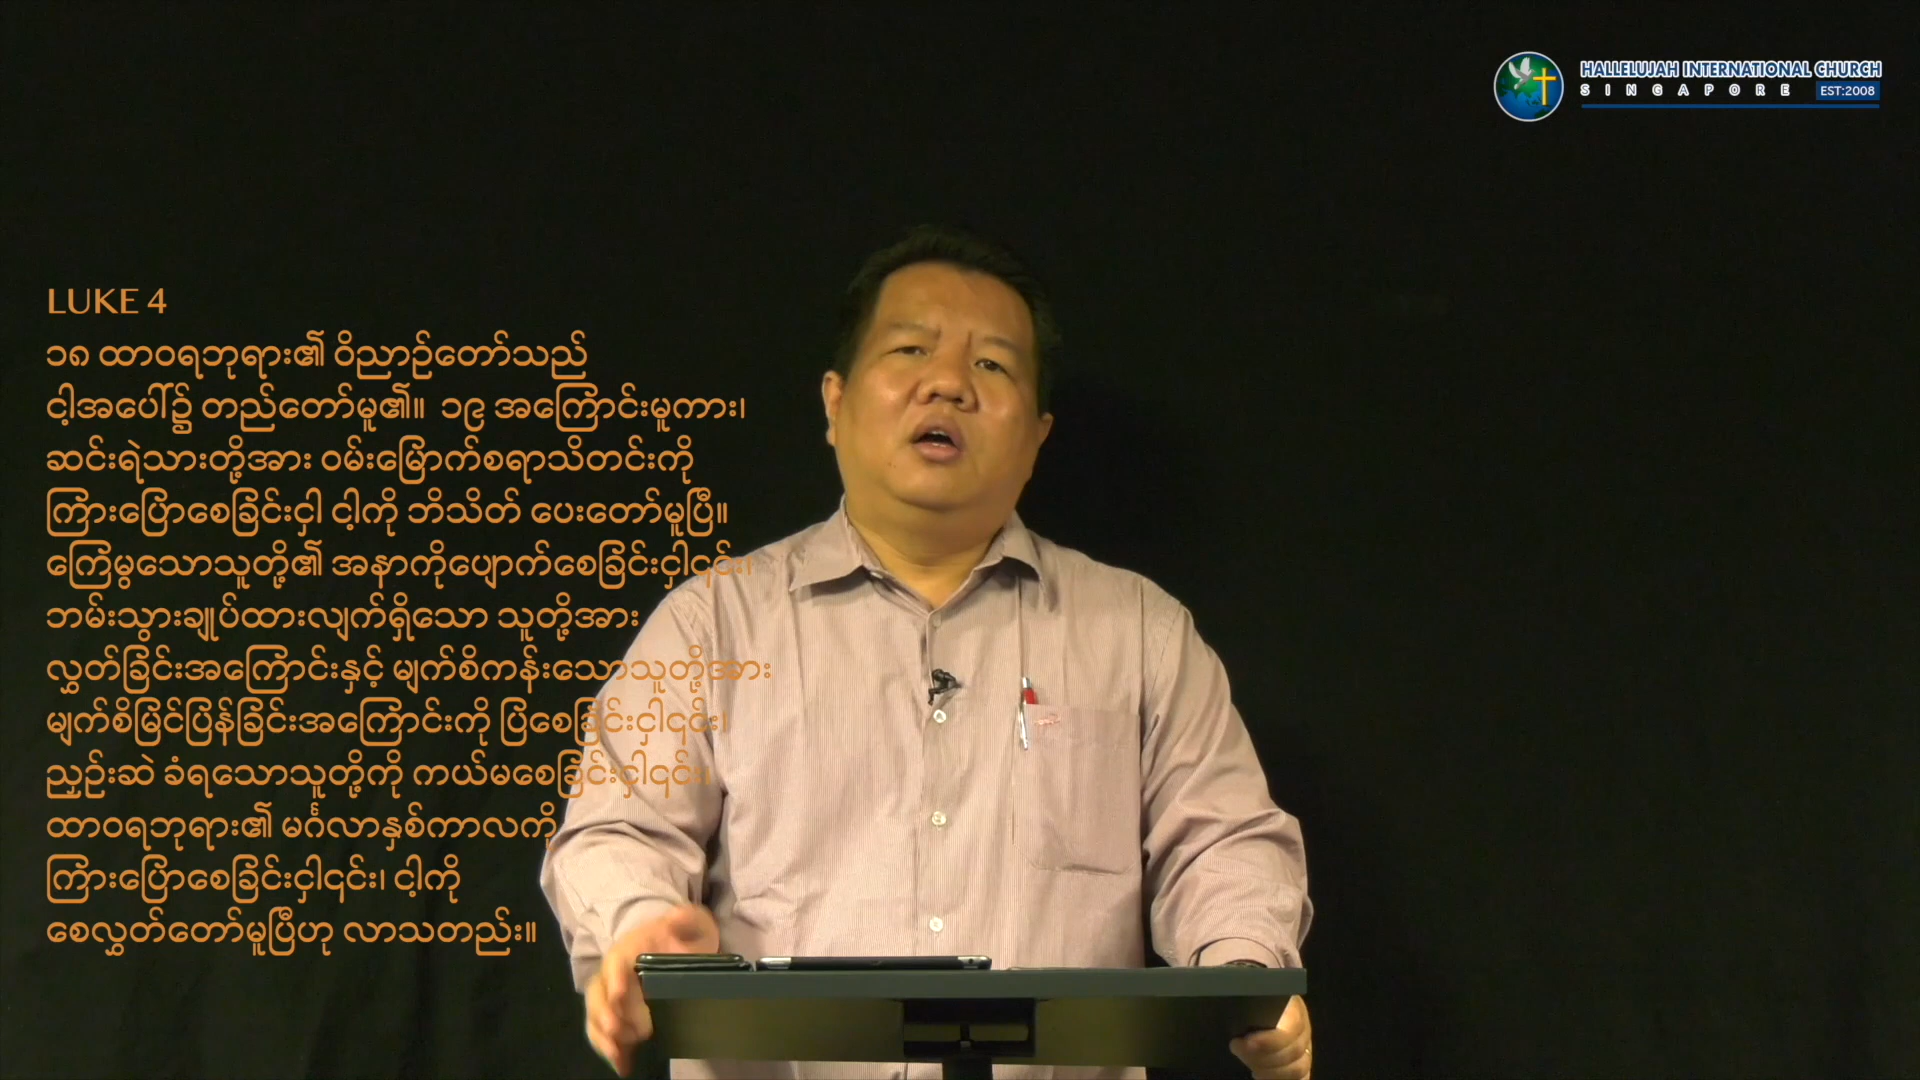 HALLELUJAH INTERNATIONAL CHURCH
SINGAPORE EST:2008
LUKE 4
၁၈ ထာဝရဘုရား၏ ဝိညာဉ်တော်သည်
ငါ့အပေါ်၌ တည်တော်မူ၏။ ၁၉ အကြောင်းမူကား၊
ဆင်းရဲသားတို့အား ဝမ်းမြောက်စရာသိတင်းကို
ကြားပြောစေခြင်းငှါ ငါ့ကို ဘိသိတ် ပေးတော်မူပြီ။
ကြေမွသောသူတို့၏ အနာကိုပျောက်စေခြင်းငှါ၎င်း၊
ဘမ်းသွားချုပ်ထားလျက်ရှိသော သူတို့အား
လွှတ်ခြင်းအကြောင်းနှင့် မျက်စိကန်းသောသူတို့အား
မျက်စိမြင်ပြန်ခြင်းအကြောင်းကို ပြစေခြင်းငှါ၎င်း၊
ညှဉ်းဆဲ ခံရသောသူတို့ကို ကယ်မစေခြင်းငှါ၎င်း၊
ထာဝရဘုရား၏ မင်္ဂလာနှစ်ကာလကို
ကြားပြောစေခြင်းငှါ၎င်း၊ ငါ့ကို
စေလွှတ်တော်မူပြီဟု လာသတည်း။